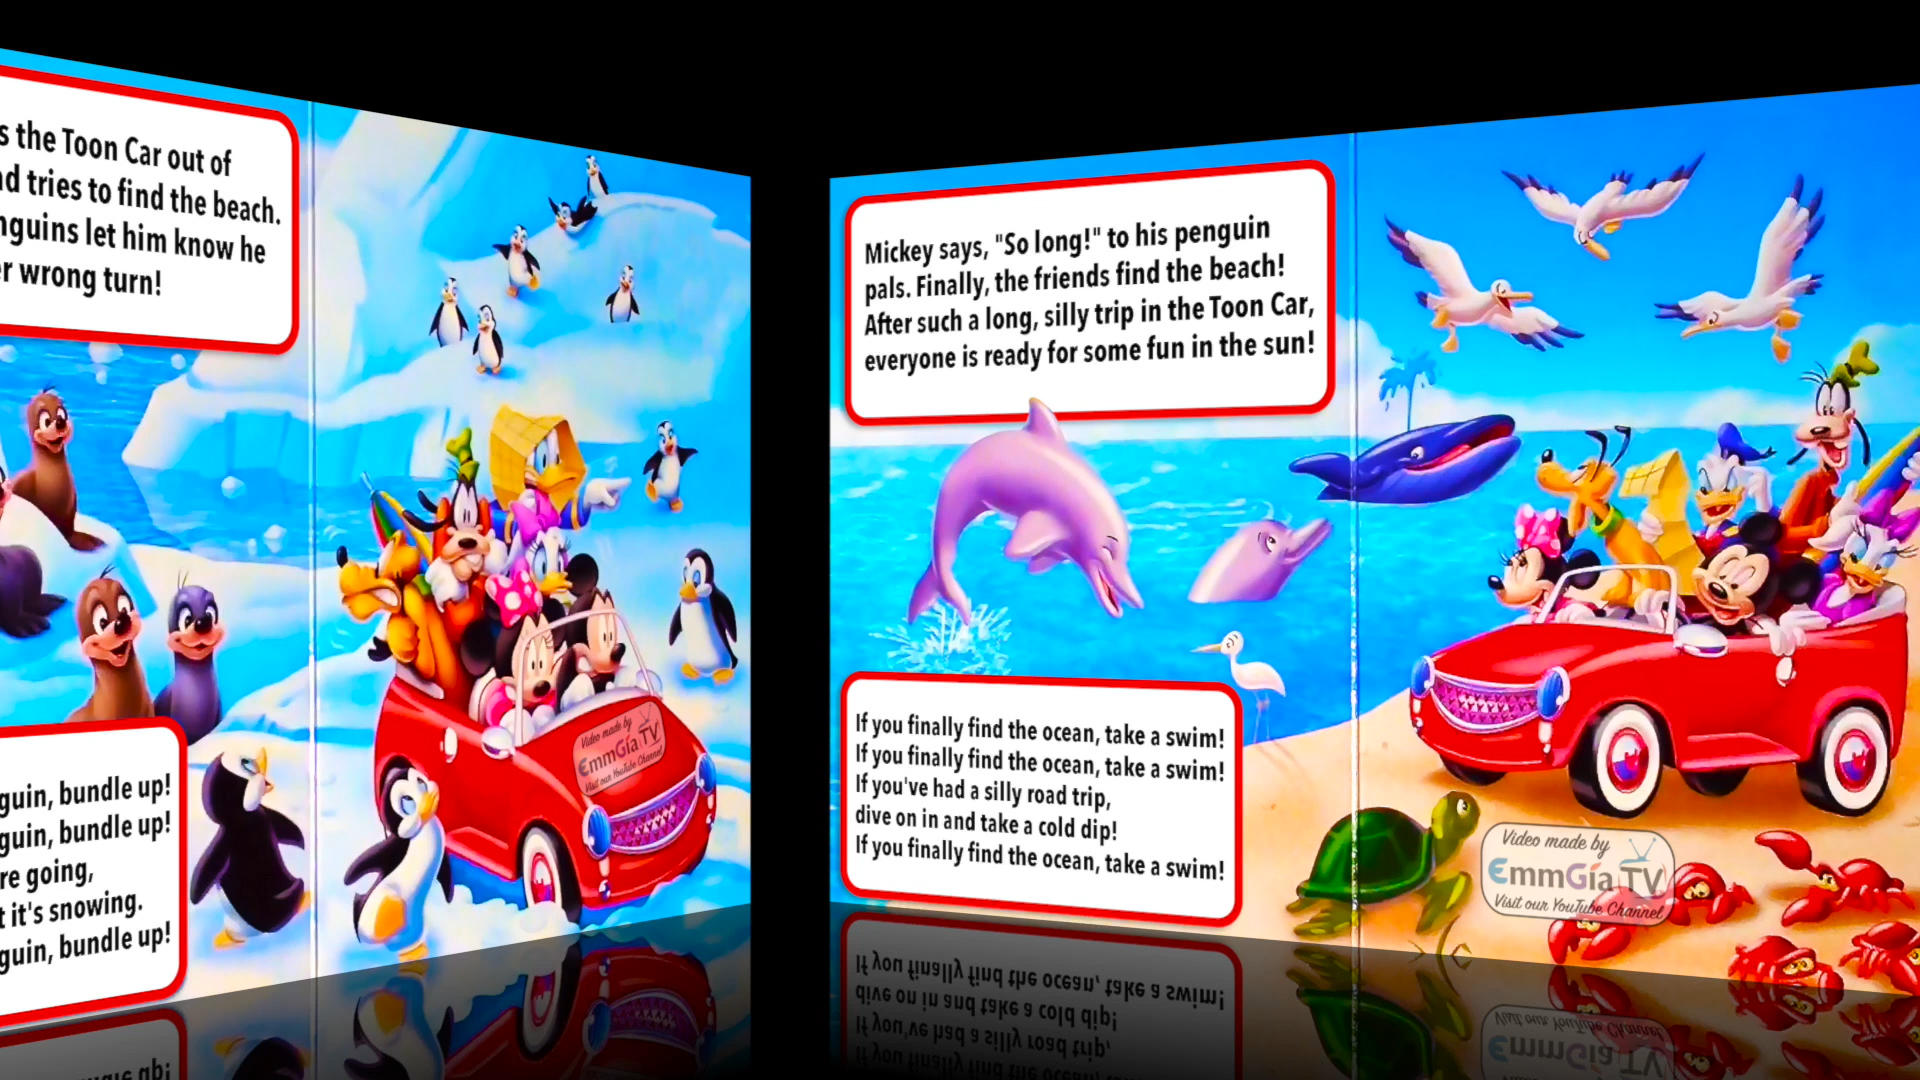 s the Toon Car out of
nd tries to find the beach.
nguins let him know he
er wrong turn!
guin, bundle up!
guin, bundle up!
re going,
t it's snowing.
guin, bundle up!
Video made by
EmmGia TV
Visit our YouTube Channel
Mickey says, "So long!" to his penguin
pals. Finally, the friends find the beach!
After such a long, silly trip in the Toon Car,
everyone is ready for some fun in the sun!
If you finally find the ocean, take a swim!
If you finally find the ocean, take a swim!
If you've had a silly road trip,
dive on in and take a cold dip!
If you finally find the ocean, take a swim!
Video made by
EmmGia TV
Visit our YouTube Channel